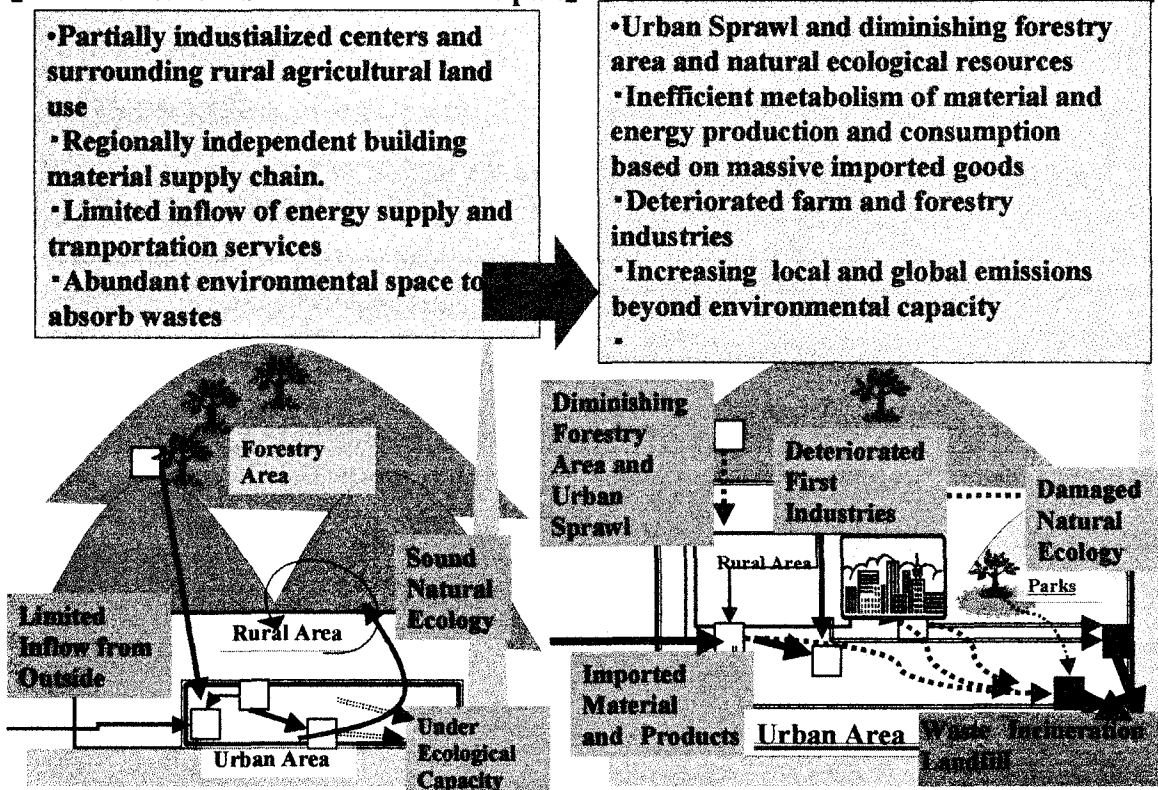 •Partially industialized centers and
surrounding rural agricultural land
use
▪Regionally independent building
material supply chain.
▪Limited inflow of energy supply and
tranportation services
▪Abundant environmental space to
absorb wastes
•Urban Sprawl and diminishing forestry
area and natural ecological resources
▪Inefficient metabolism of material and
energy production and consumption
based on massive imported goods
▪Deteriorated farm and forestry
industries
▪Increasing local and global emissions
beyond environmental capacity
▪
Forestry
Area
Sound
Natural
Ecology
Limited
Inflow from
Outside
Rural Area
Under
Ecological
Capacity
Urban Area
Diminishing
Forestry
Area and
Urban
Sprawl
Deteriorated
First
Industries
Damaged
Natural
Ecology
Rural Area
Parks
Imported
Material
and Products
Urban Area
Waste Incineration
Landfill